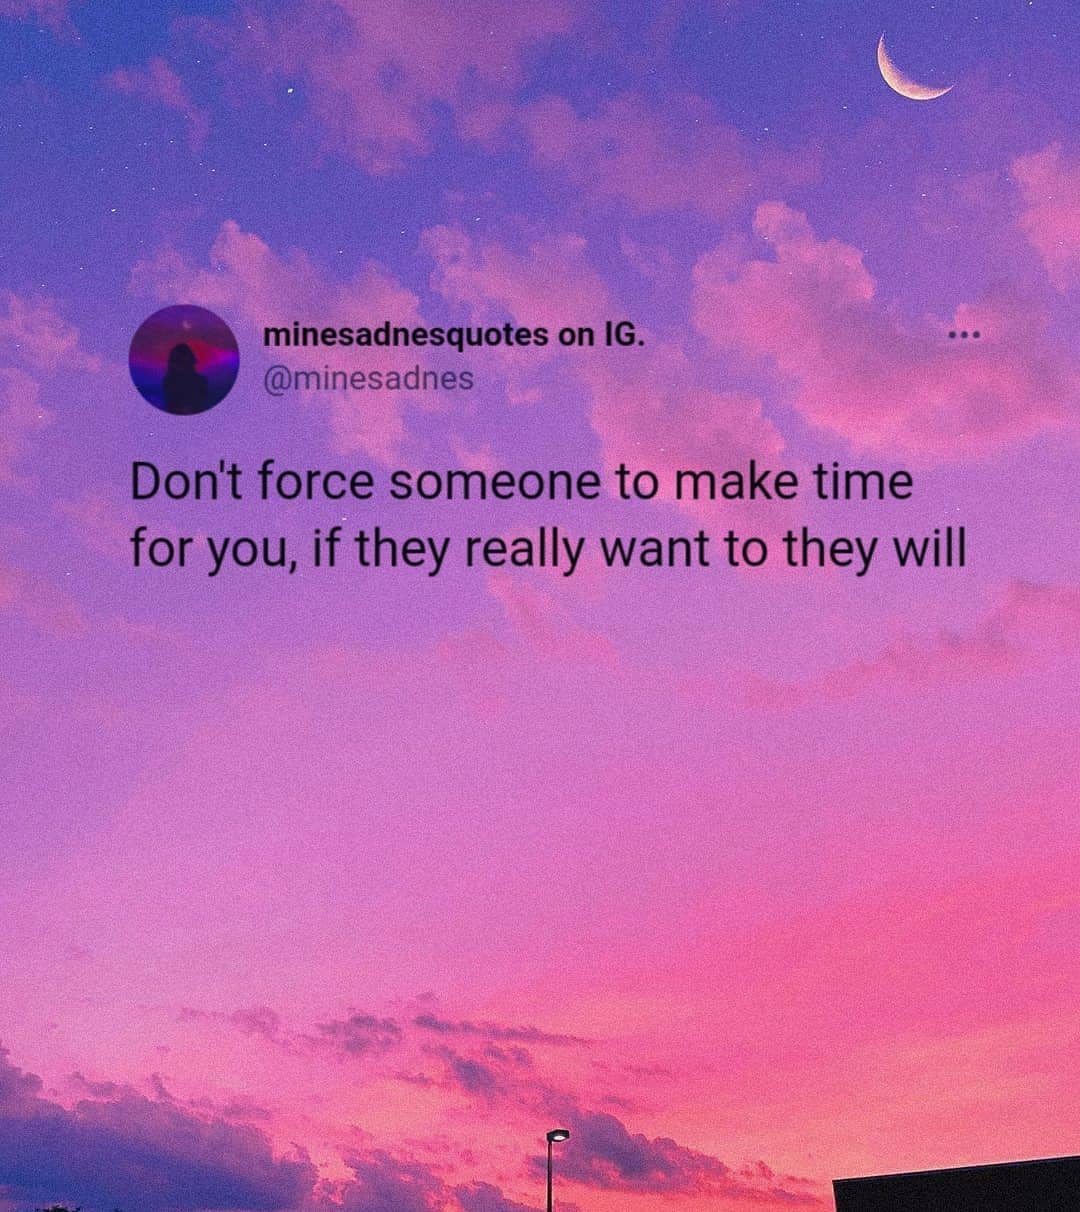 minesadnesquotes on IG.
@minesadnes
Don't force someone to make time
for you, if they really want to they will